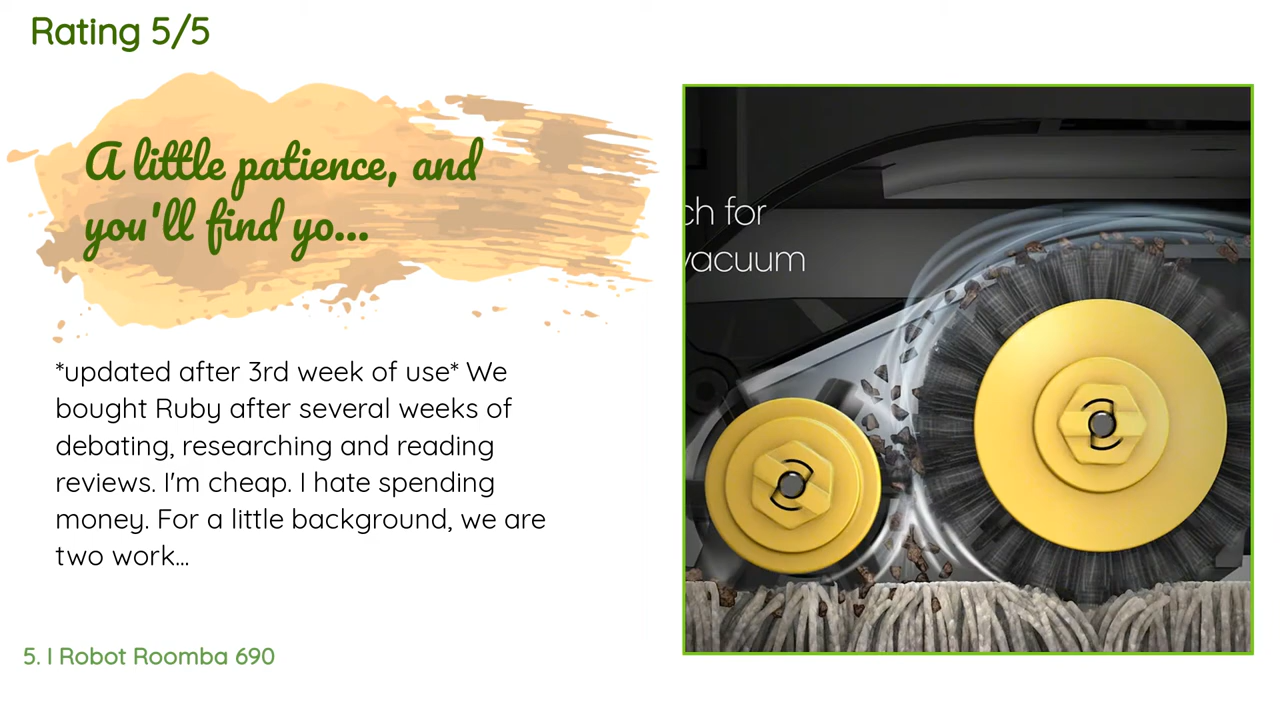 Rating 5/5
A little patience, and
you'll find yo...
*updated after 3rd week of use* We
bought Ruby after several weeks of
debating, researching and reading
reviews. I'm cheap. I hate spending
money. For a little background, we are
two work...
5. I Robot Roomba 690
ch for
vacuum